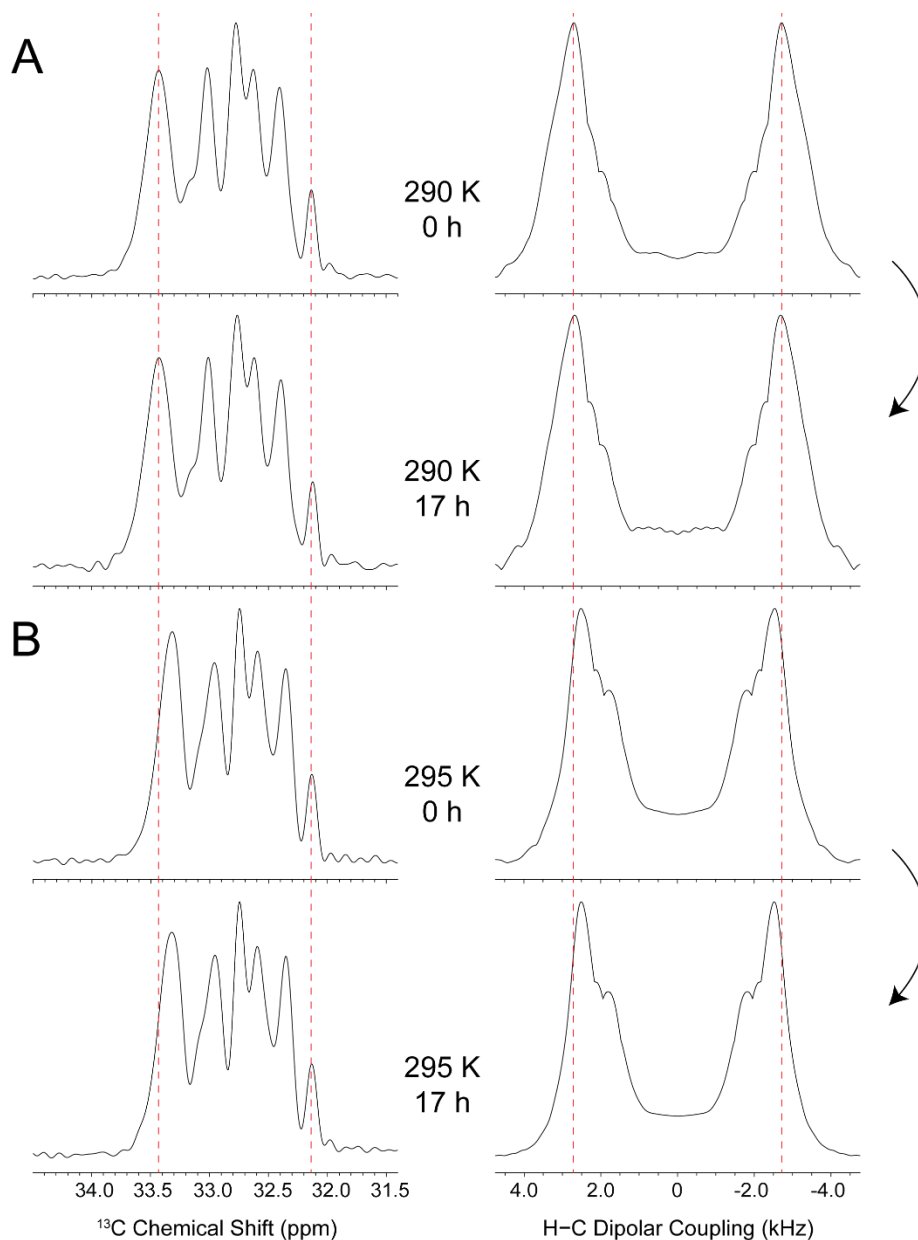 A
290 K
0 h
290 K
17 h
B
295 K
0 h
295 K
17 h
34.0 33.5 33.0 32.5 32.0 31.5
4.0 2.0 0 -2.0 -4.0
¹³C Chemical Shift (ppm)
H−C Dipolar Coupling (kHz)